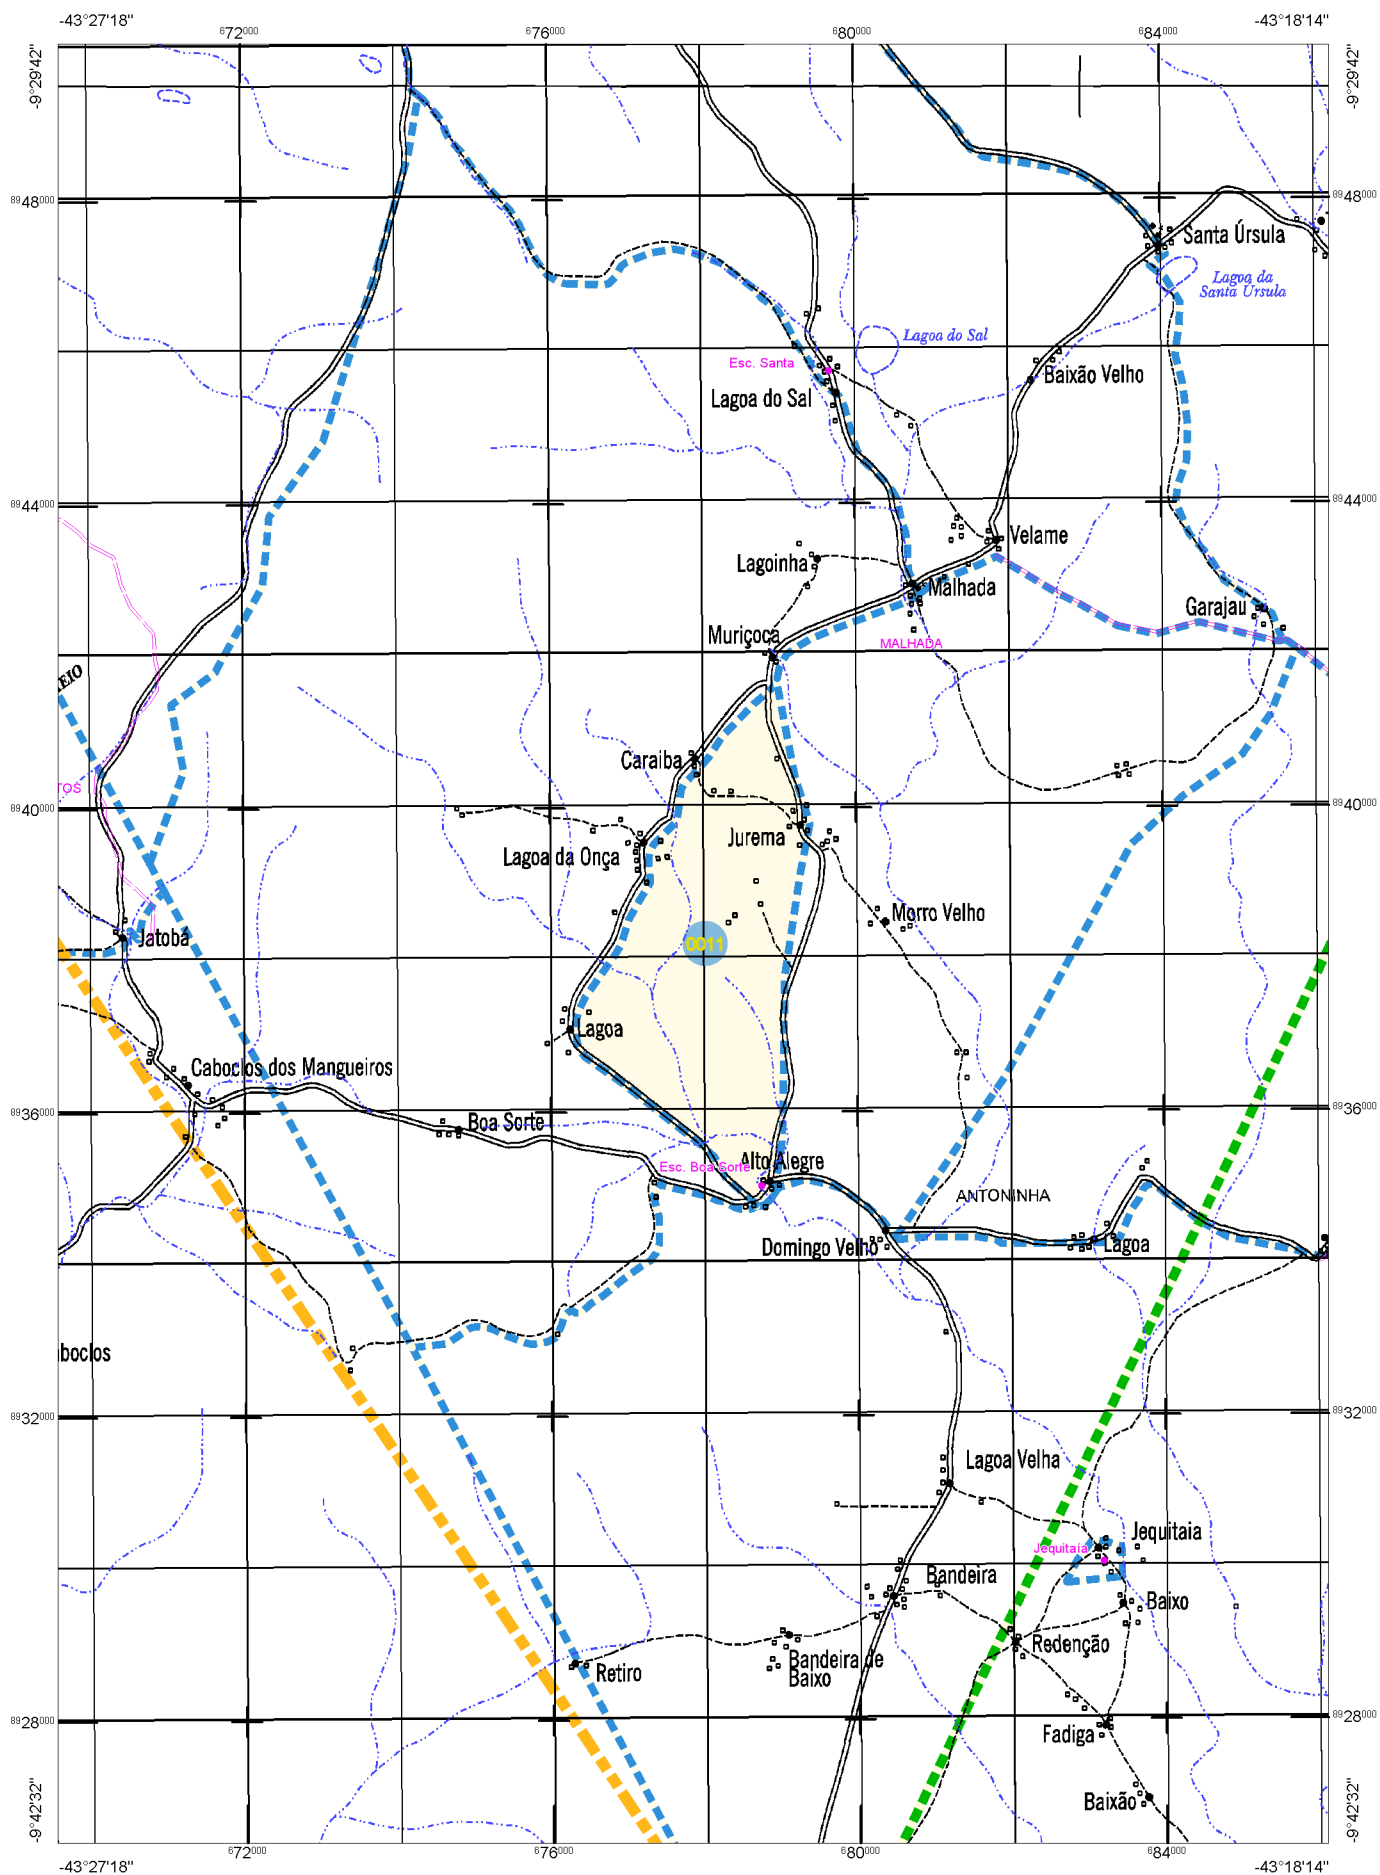 -43°27'18"
-43°18'14"
672000
676000
680000
684000
-9°29'42"
-9°29'42"
8948000
8948000
Santa Úrsula
Lagoa da
Santa Úrsula
Lagoa do Sal
Esc. Santa
Baixão Velho
Lagoa do Sal
8944000
8944000
Velame
Lagoinha
Malhada
Garajau
Muriçoca
MALHADA
EIO
Caraiba
TOS
8940000
8940000
Jurema
Lagoa da Onça
Morro Velho
Jatobá
0011
Lagoa
Caboclos dos Mangueiros
8936000
8936000
Boa Sorte
Alto Alegre
Esc. Boa Sorte
ANTONINHA
Domingo Velho
Lagoa
aboclos
8932000
8932000
Lagoa Velha
Jequitaia
Jequitaia
Bandeira
Baixo
Redenção
Bandeira de
Baixo
Retiro
8928000
8928000
Fadiga
Baixão
-9°42'32"
-9°42'32"
672000
676000
680000
684000
-43°27'18"
-43°18'14"